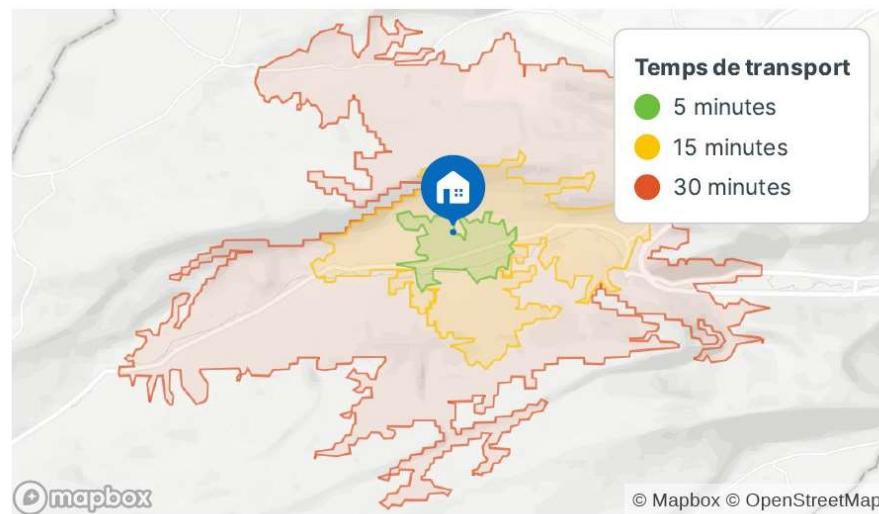 Temps de transport
5 minutes
15 minutes
30 minutes
mapbox
© Mapbox © OpenStreetMap